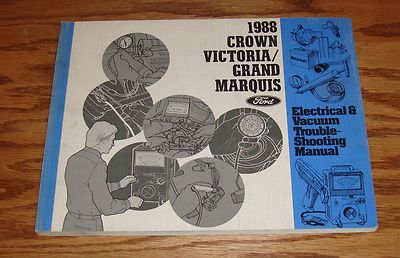 1988
CROWN
VICTORIA/
GRAND
MARQUIS
Ford
Electrical &
Vacuum
Trouble-
Shooting
Manual